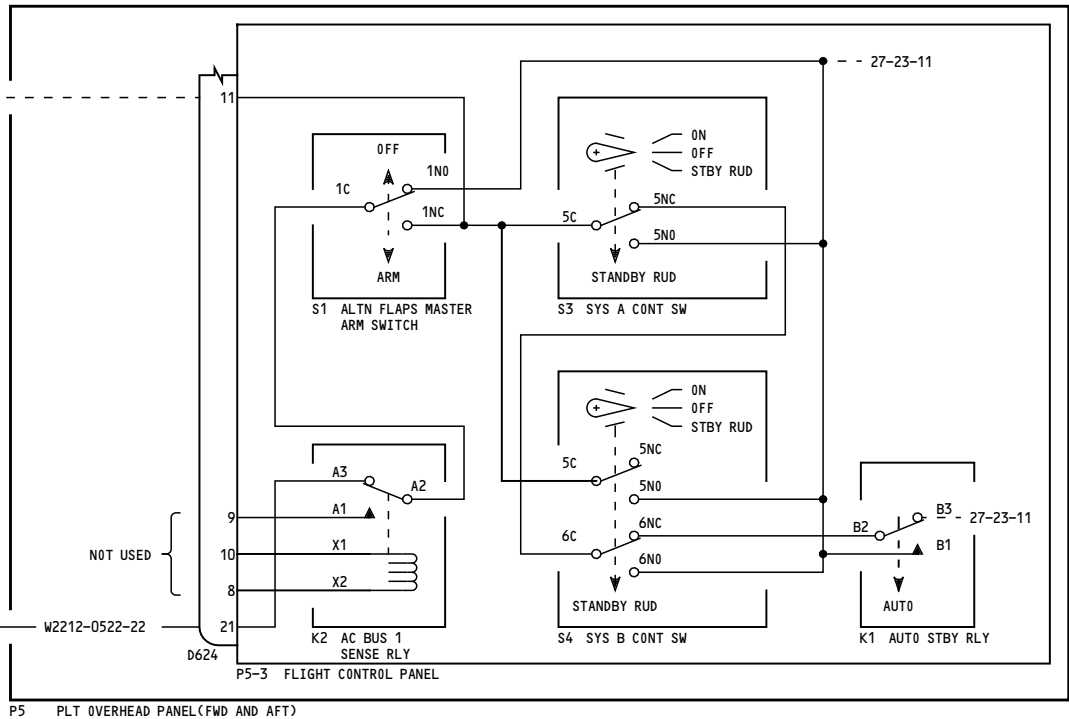 27-23-11
11
OFF
1NO
1C
1NC
ARM
S1 ALTN FLAPS MASTER
ARM SWITCH
ON
OFF
STBY RUD
5NC
5C
5NO
STANDBY RUD
S3 SYS A CONT SW
ON
OFF
STBY RUD
5NC
5C
5NO
6NC
6C
6NO
STANDBY RUD
S4 SYS B CONT SW
A3
A2
A1
X1
X2
K2 AC BUS 1
SENSE RLY
9
10
8
21
NOT USED
W2212-0522-22
D624
B3
27-23-11
B2
B1
AUTO
K1 AUTO STBY RLY
P5-3 FLIGHT CONTROL PANEL
P5 PLT OVERHEAD PANEL(FWD AND AFT)